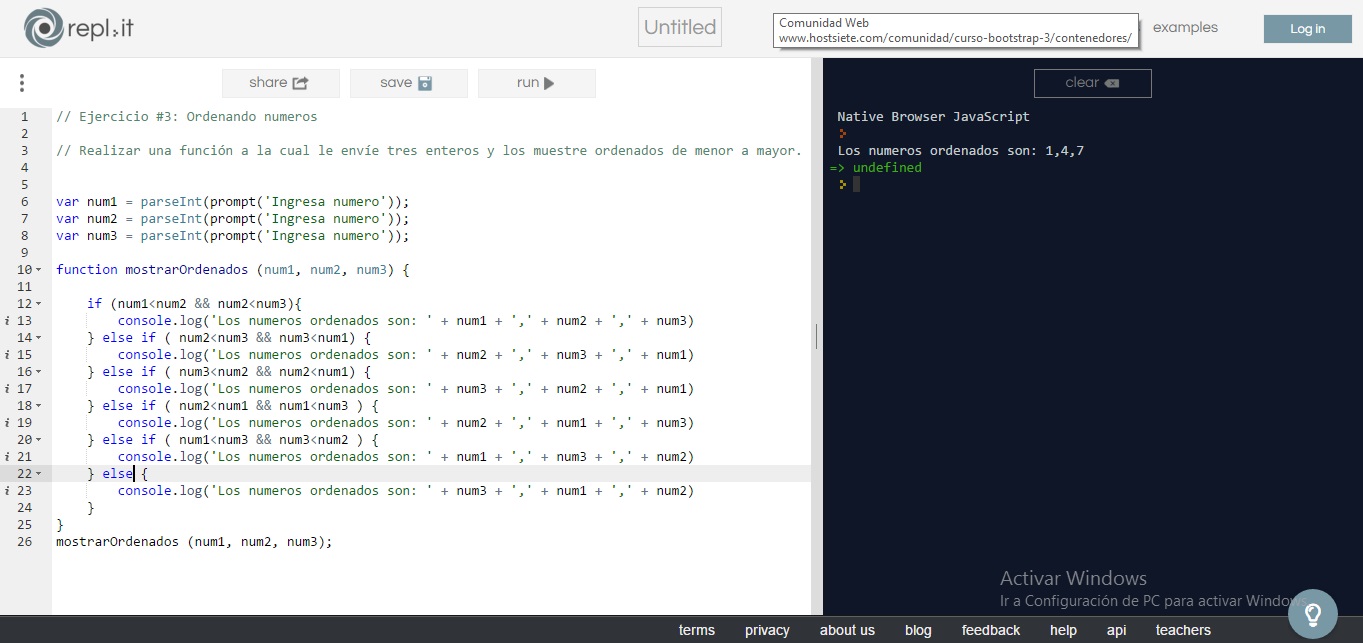 repl.it
Untitled
Comunidad Web
www.hostsiete.com/comunidad/curso-bootstrap-3/contenedores/
examples
Log in
share
save
run
clear
1 // Ejercicio #3: Ordenando numeros
2
3 // Realizar una función a la cual le envíe tres enteros y los muestre ordenados de menor a mayor.
4
5
6 var num1 = parseInt(prompt('Ingresa numero'));
7 var num2 = parseInt(prompt('Ingresa numero'));
8 var num3 = parseInt(prompt('Ingresa numero'));
9
10 function mostrarOrdenados (num1, num2, num3) {
11
12 if (num1<num2 && num2<num3){
i 13 console.log('Los numeros ordenados son: ' + num1 + ',' + num2 + ',' + num3)
14 } else if ( num2<num3 && num3<num1) {
i 15 console.log('Los numeros ordenados son: ' + num2 + ',' + num3 + ',' + num1)
16 } else if ( num3<num2 && num2<num1) {
i 17 console.log('Los numeros ordenados son: ' + num3 + ',' + num2 + ',' + num1)
18 } else if ( num2<num1 && num1<num3 ) {
i 19 console.log('Los numeros ordenados son: ' + num2 + ',' + num1 + ',' + num3)
20 } else if ( num1<num3 && num3<num2 ) {
i 21 console.log('Los numeros ordenados son: ' + num1 + ',' + num3 + ',' + num2)
22 } else {
i 23 console.log('Los numeros ordenados son: ' + num3 + ',' + num1 + ',' + num2)
24 }
25 }
26 mostrarOrdenados (num1, num2, num3);
Native Browser JavaScript
Los numeros ordenados son: 1,4,7
=> undefined
Activar Windows
Ir a Configuración de PC para activar Windows.
terms privacy about us blog feedback help api teachers